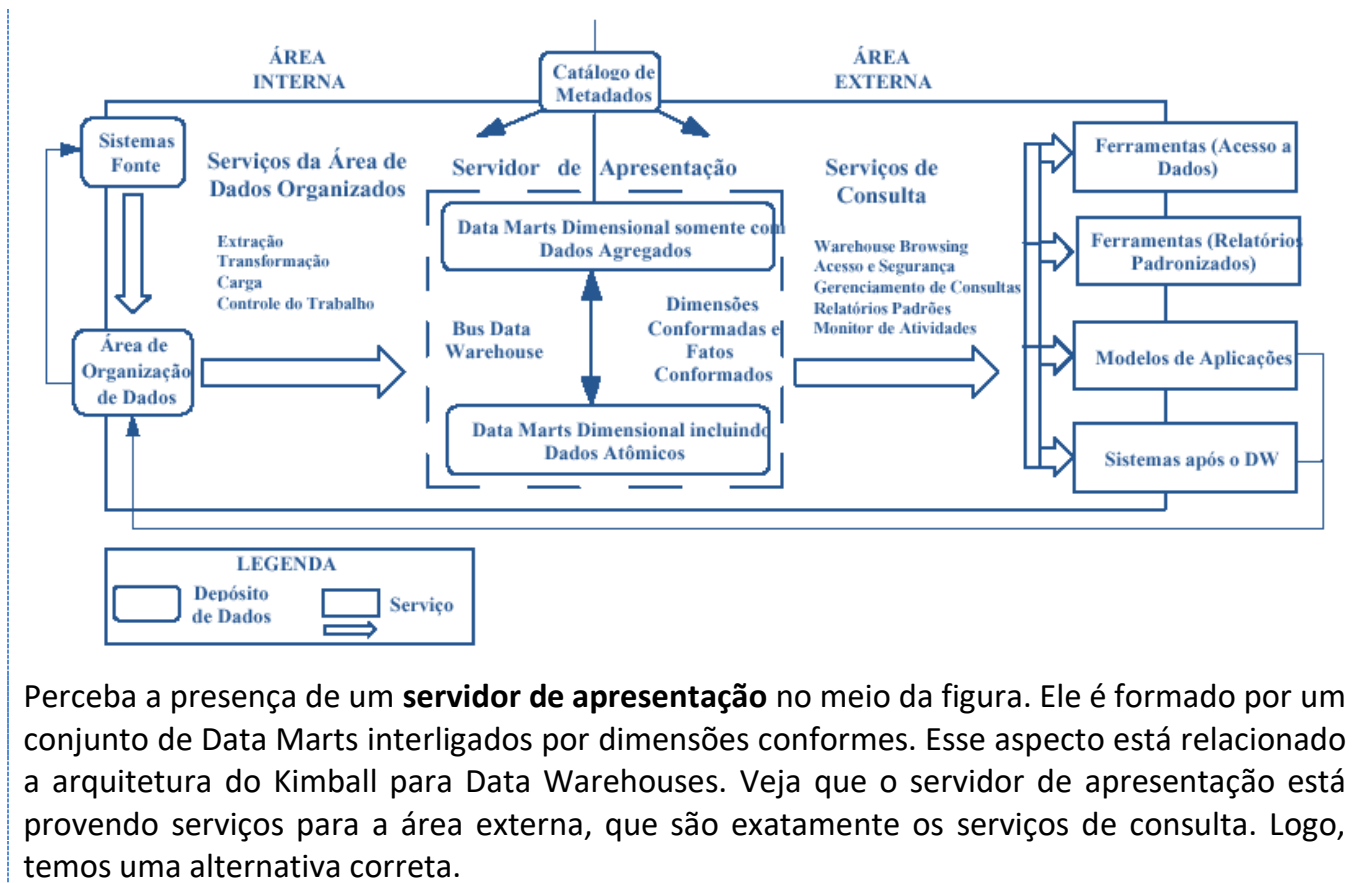 ÁREA
INTERNA
Catálogo de
Metadados
ÁREA
EXTERNA
Sistemas
Fonte
Serviços da Área de
Dados Organizados
Extração
Transformação
Carga
Controle do Trabalho
Área de
Organização
de Dados
Servidor de Apresentação
Data Marts Dimensional somente com
Dados Agregados
Bus Data
Warehouse
Dimensões
Conformadas e
Fatos
Conformados
Data Marts Dimensional incluindo
Dados Atômicos
Serviços de
Consulta
Warehouse Browsing
Acesso e Segurança
Gerenciamento de Consultas
Relatórios Padrões
Monitor de Atividades
Ferramentas (Acesso a
Dados)
Ferramentas (Relatórios
Padronizados)
Modelos de Aplicações
Sistemas após o DW
LEGENDA
Depósito
de Dados
Serviço
Perceba a presença de um servidor de apresentação no meio da figura. Ele é formado por um
conjunto de Data Marts interligados por dimensões conformes. Esse aspecto está relacionado
a arquitetura do Kimball para Data Warehouses. Veja que o servidor de apresentação está
provendo serviços para a área externa, que são exatamente os serviços de consulta. Logo,
temos uma alternativa correta.